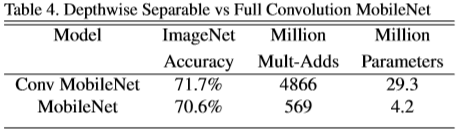 Table 4. Depthwise Separable vs Full Convolution MobileNet
Model ImageNet Million Million
Accuracy Mult-Adds Parameters
Conv MobileNet 71.7% 4866 29.3
MobileNet 70.6% 569 4.2